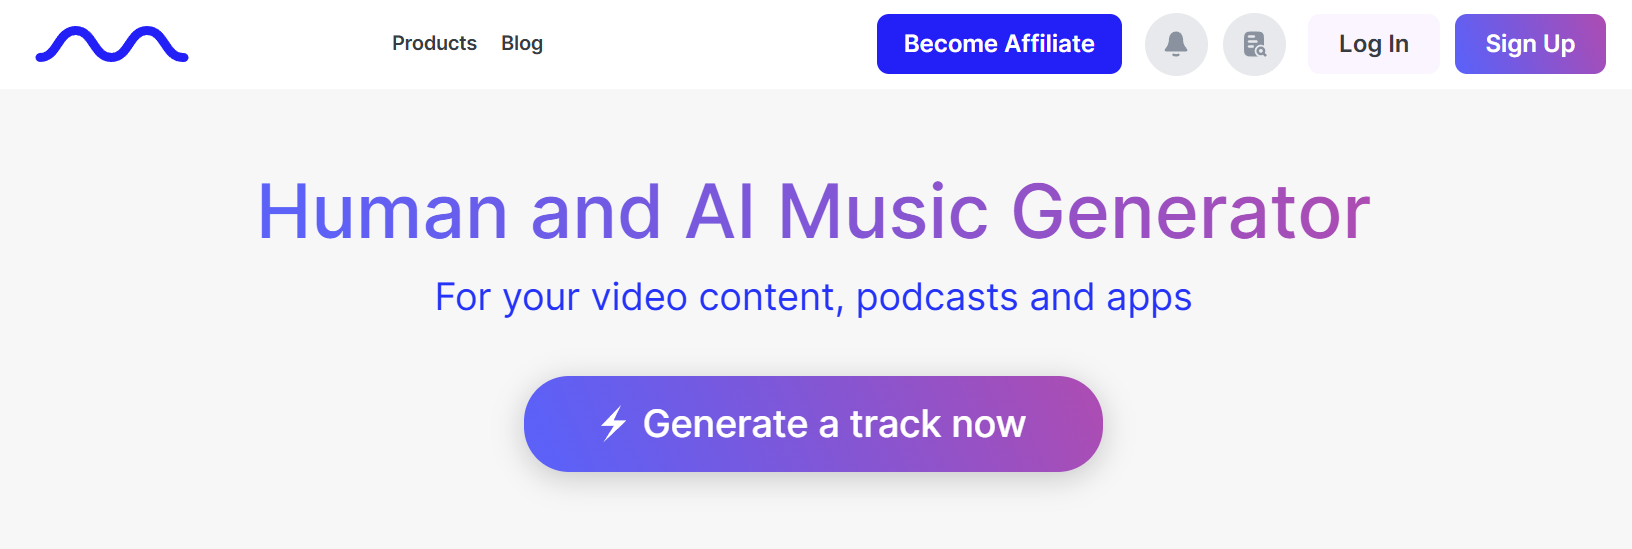 Products Blog Become Affiliate Log In Sign Up
Human and AI Music Generator
For your video content, podcasts and apps
Generate a track now